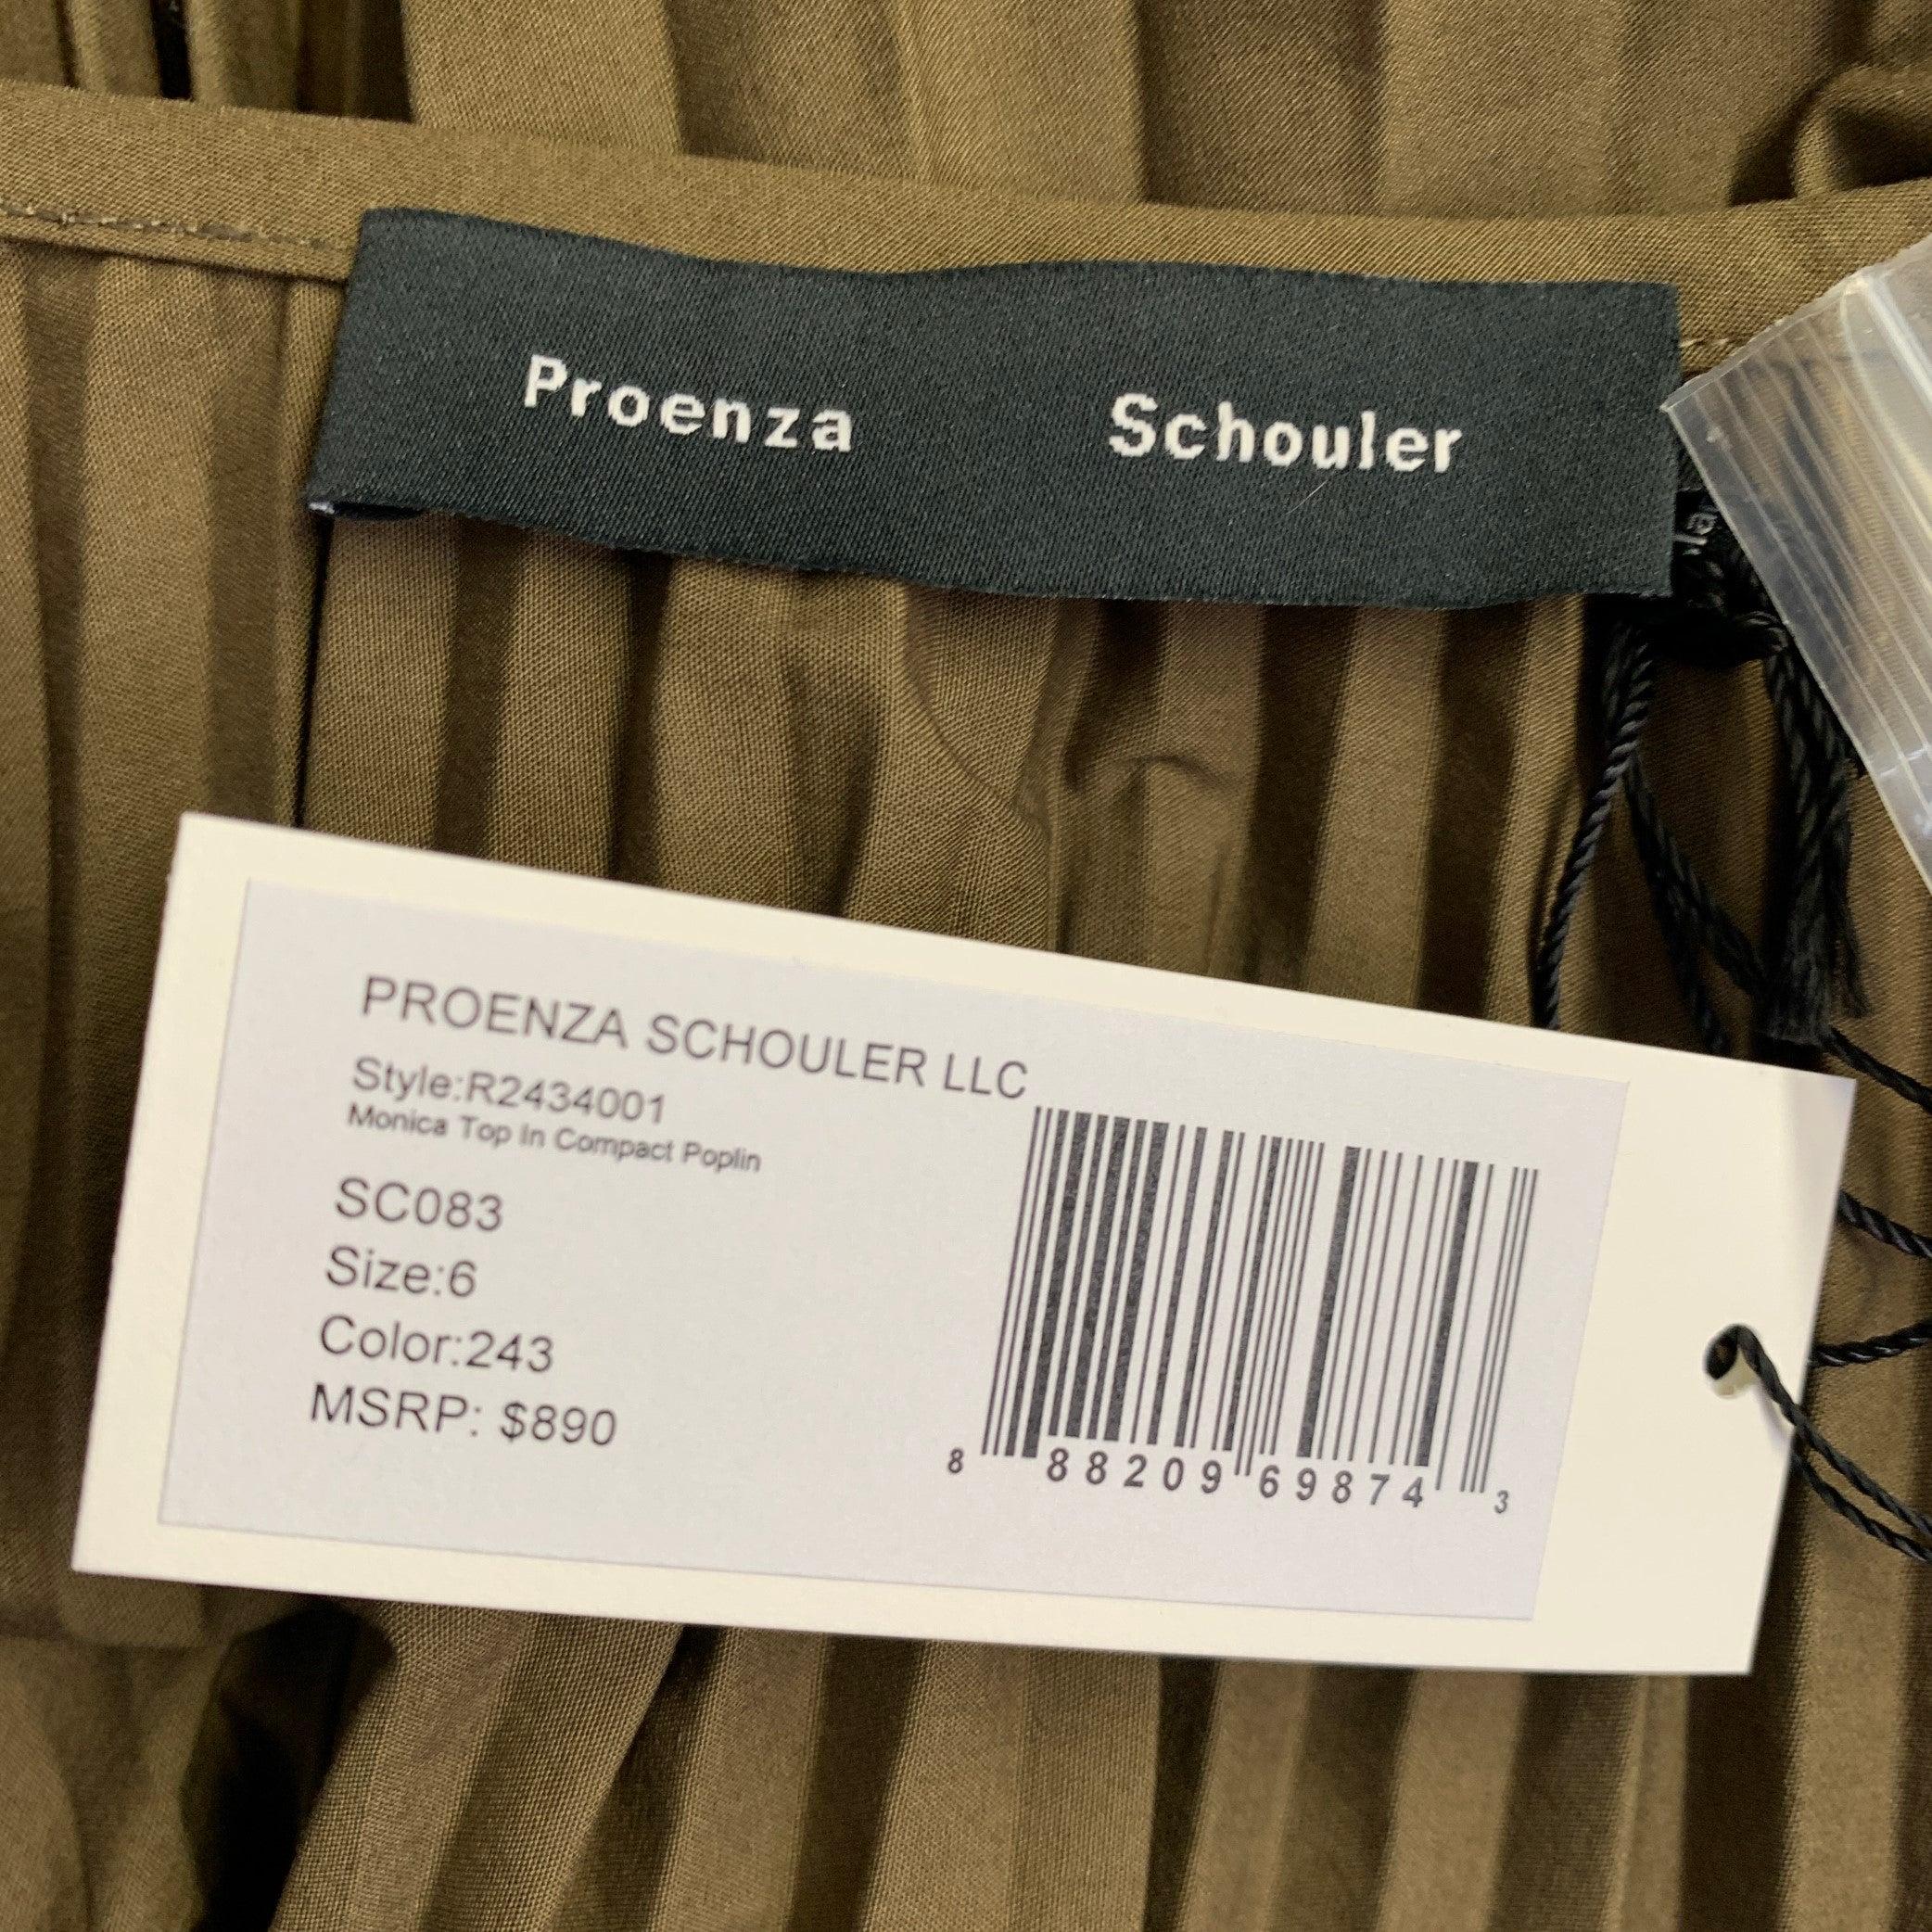 Proenza Schouler
PROENZA SCHOULER LLC
Style:R2434001
Monica Top In Compact Poplin
SC083
Size:6
Color:243
MSRP: $890
8 88209 69874 3